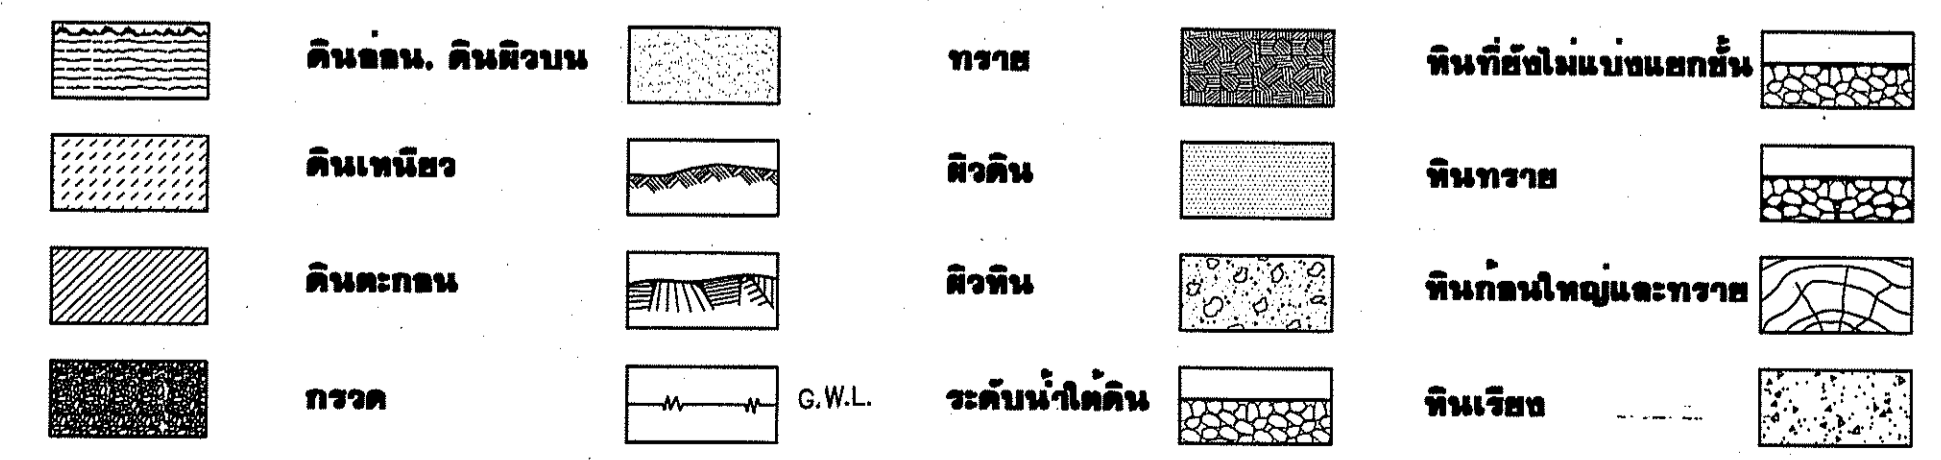 ดินอ่อน, ดินผิวบน
ทราย
หินที่ยังไม่แบ่งแยกชั้น
ดินเหนียว
ผิวดิน
หินทราย
ดินตะกอน
ผิวหิน
หินก้อนใหญ่และทราย
กรวด
G.W.L.
ระดับน้ำใต้ดิน
หินเรียง